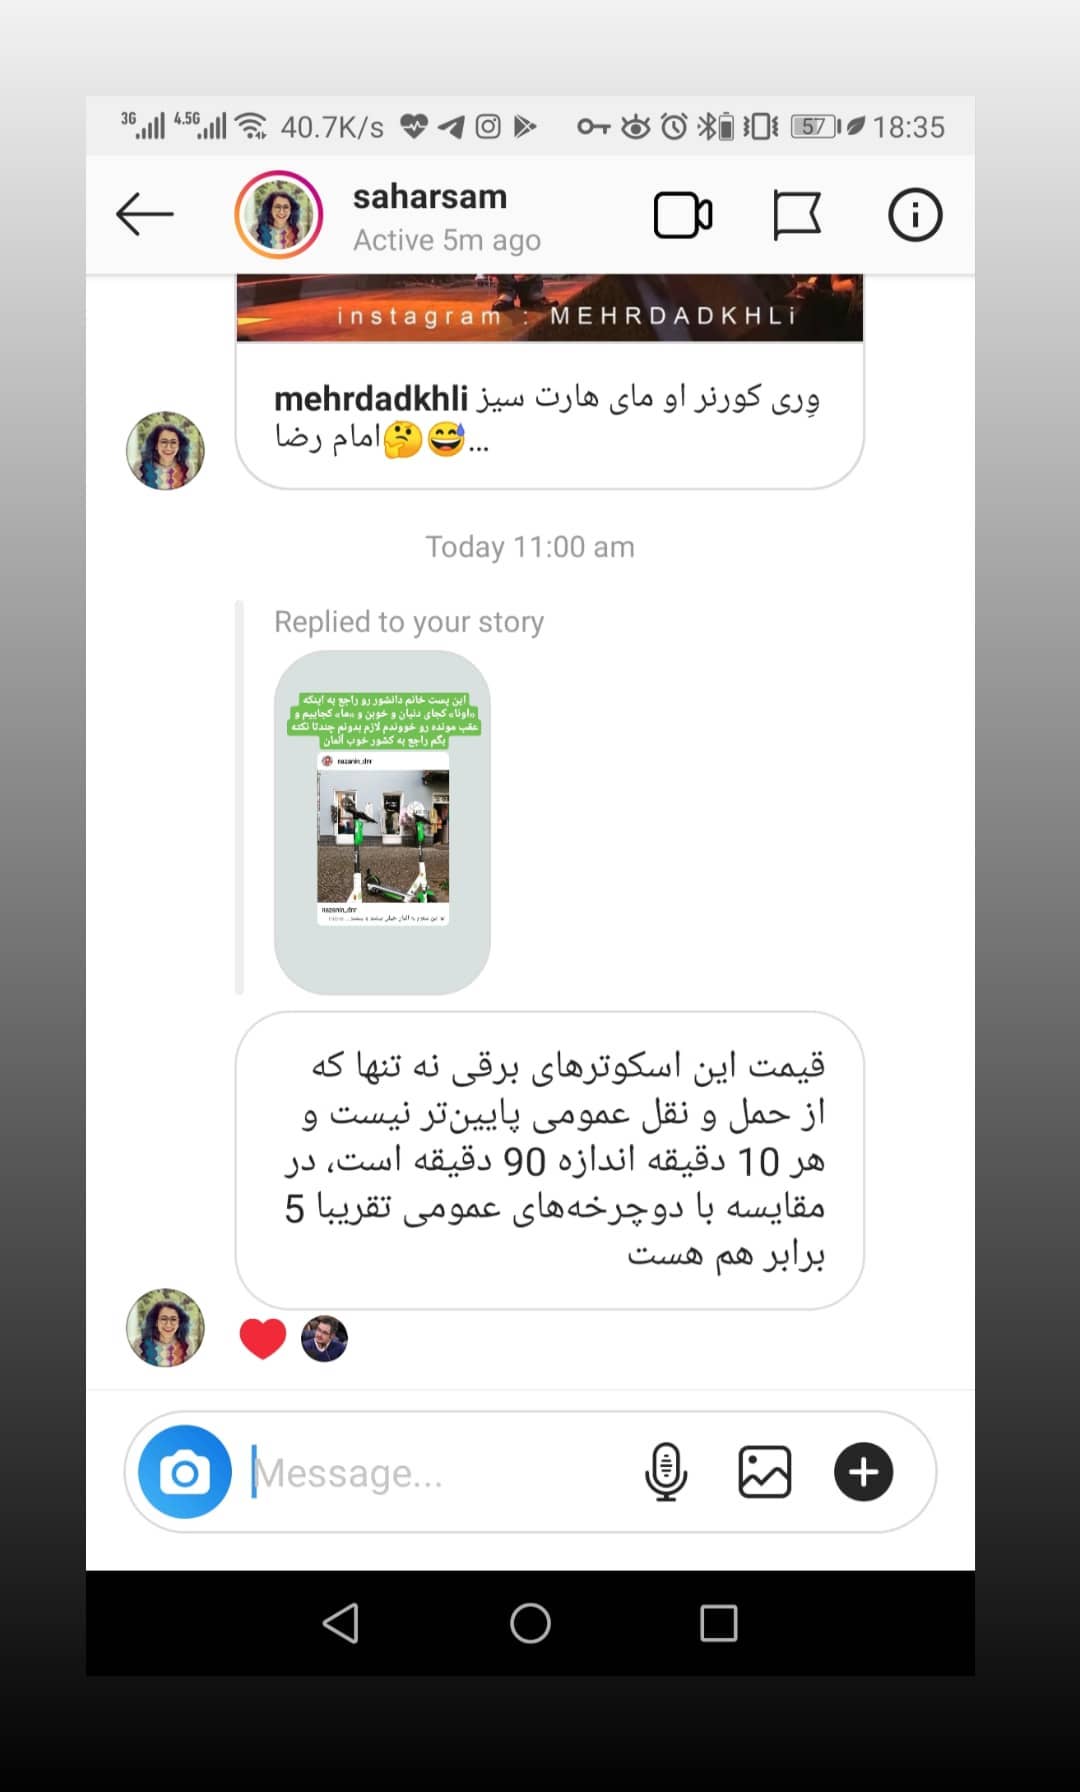 3G 4.5G 40.7K/s 57 18:35
saharsam
Active 5m ago
instagram : MEHRDADKHLi
mehrdadkhli وِری کورنر او مای هارت سیز
امام رضا🤔😅...
Today 11:00 am
Replied to your story
این پست خانم دانشور رو راجع به اینکه
«اونا» کجای دنیان و خوبن و «ما» کجاییم و
عقب مونده رو خووندم لازم بدونم چندتا نکته
بگم راجع به کشور خوب آلمان
nazanin_dnr
nazanin_dnr
قیمت این اسکوترهای برقی نه تنها که
از حمل و نقل عمومی پایین‌تر نیست و
هر 10 دقیقه اندازه 90 دقیقه است، در
مقایسه با دوچرخه‌های عمومی تقریبا 5
برابر هم هست
Message...